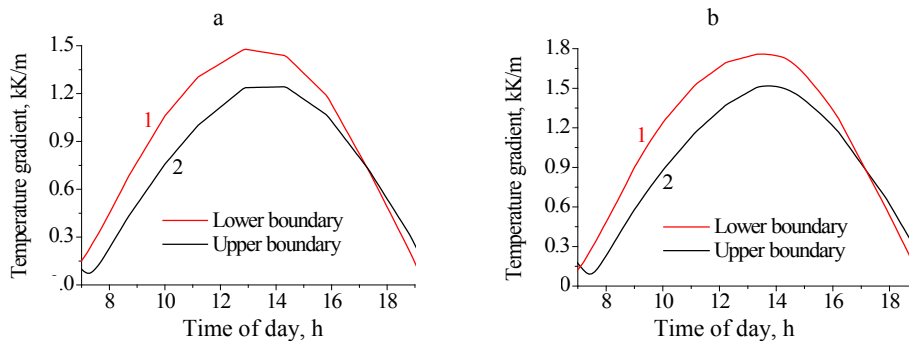 a
Temperature gradient, kK/m
1.5
1.2
0.9
0.6
0.3
.0
1
2
Lower boundary
Upper boundary
8 10 12 14 16 18
Time of day, h
b
Temperature gradient, kK/m
1.8
1.5
1.2
0.9
0.6
0.3
0
1
2
Lower boundary
Upper boundary
8 10 12 14 16 18
Time of day, h